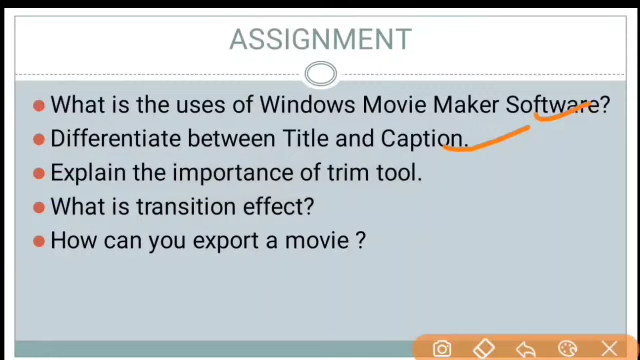 ASSIGNMENT
What is the uses of Windows Movie Maker Software?
Differentiate between Title and Caption.
Explain the importance of trim tool.
What is transition effect?
How can you export a movie ?